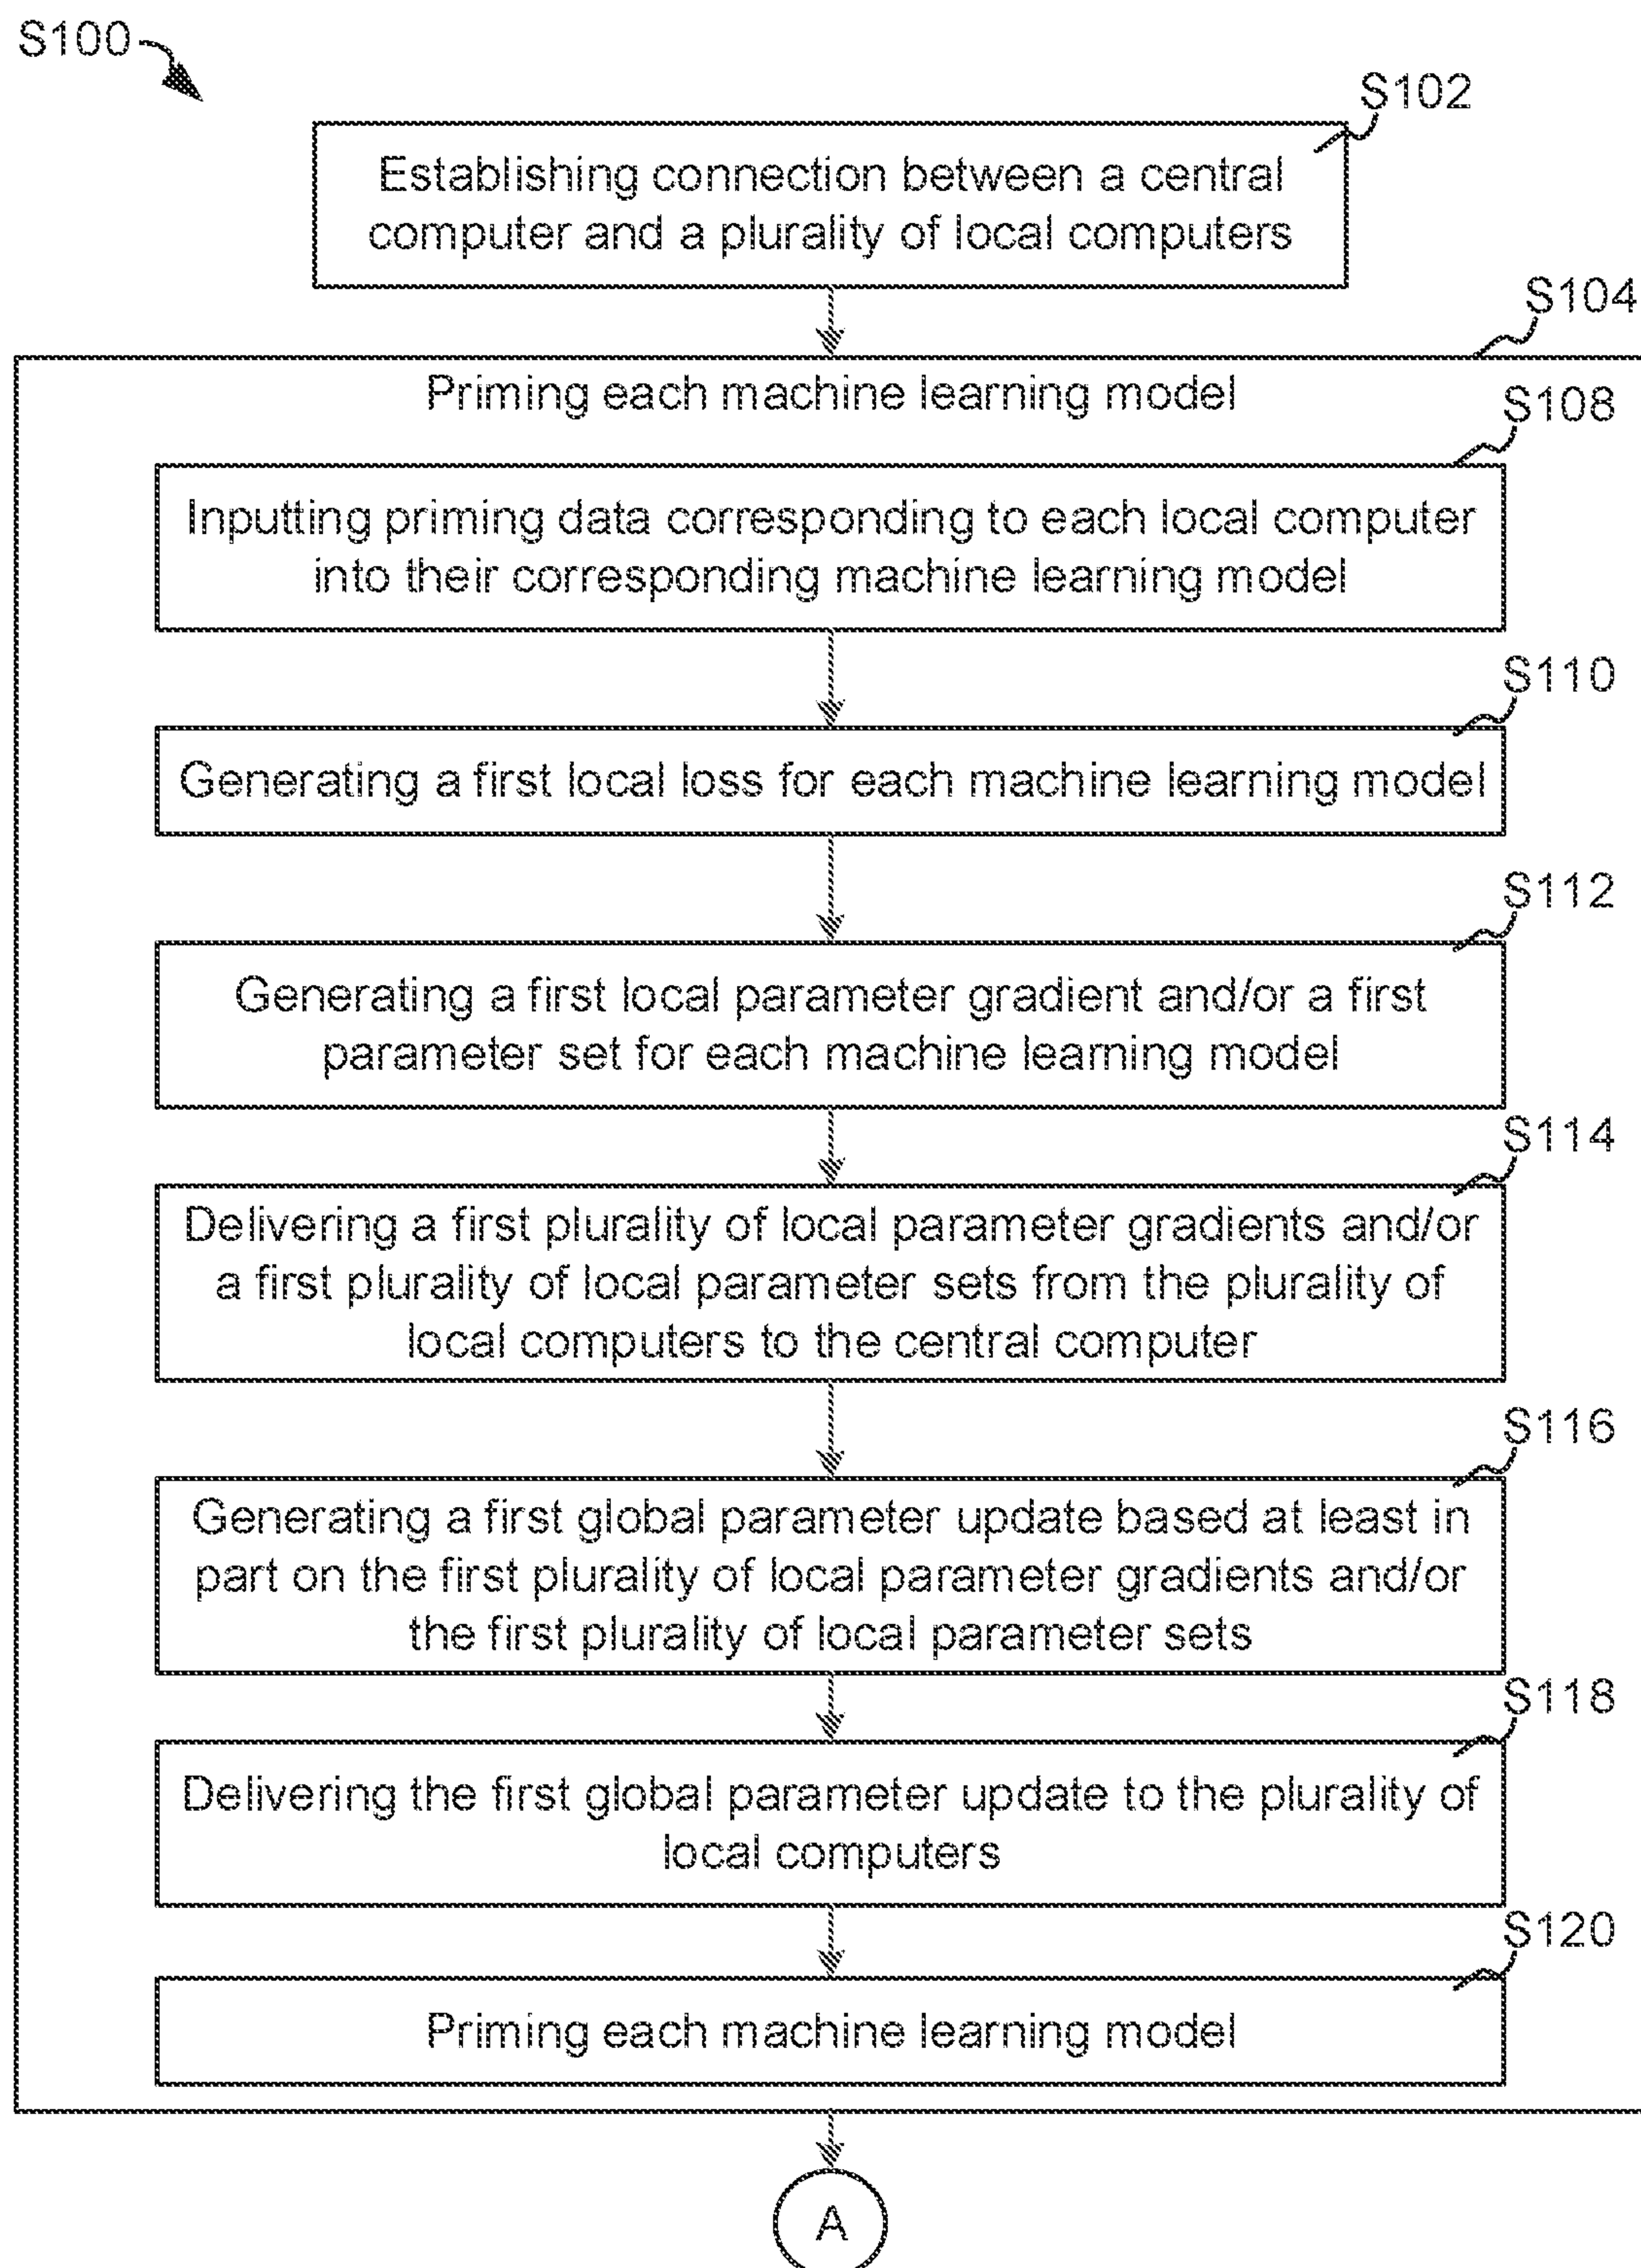 S100
S102
Establishing connection between a central
computer and a plurality of local computers
S104
Priming each machine learning model
S108
Inputting priming data corresponding to each local computer
into their corresponding machine learning model
S110
Generating a first local loss for each machine learning model
S112
Generating a first local parameter gradient and/or a first
parameter set for each machine learning model
S114
Delivering a first plurality of local parameter gradients and/or
a first plurality of local parameter sets from the plurality of
local computers to the central computer
S116
Generating a first global parameter update based at least in
part on the first plurality of local parameter gradients and/or
the first plurality of local parameter sets
S118
Delivering the first global parameter update to the plurality of
local computers
S120
Priming each machine learning model
A